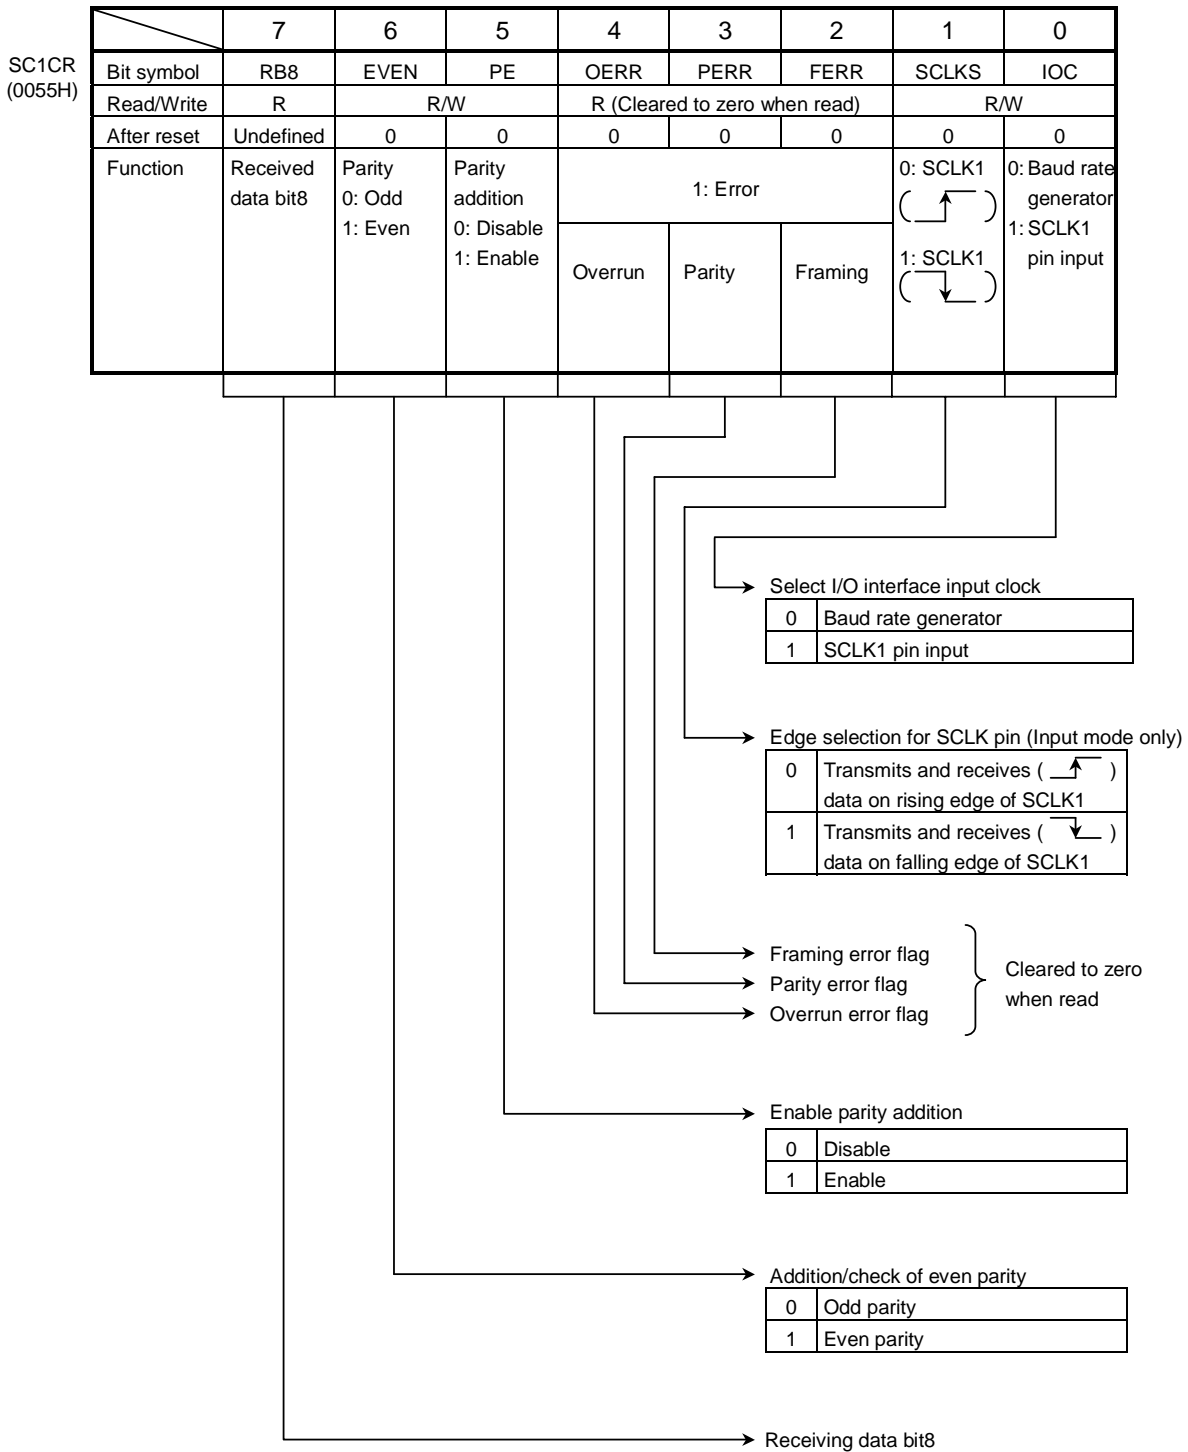 7 6 5 4 3 2 1 0
SC1CR
(0055H)
Bit symbol RB8 EVEN PE OERR PERR FERR SCLKS IOC
Read/Write R R/W R (Cleared to zero when read) R/W
After reset Undefined 0 0 0 0 0 0 0
Function Received Parity Parity 1: Error 0: SCLK1 0: Baud rate
data bit8 0: Odd addition ( ) generator
1: Even 0: Disable 1: SCLK1
1: Enable Overrun Parity Framing 1: SCLK1 pin input
( )
Select I/O interface input clock
0 Baud rate generator
1 SCLK1 pin input
Edge selection for SCLK pin (Input mode only)
0 Transmits and receives ( )
data on rising edge of SCLK1
1 Transmits and receives ( )
data on falling edge of SCLK1
Framing error flag
Parity error flag
Overrun error flag
Cleared to zero
when read
Enable parity addition
0 Disable
1 Enable
Addition/check of even parity
0 Odd parity
1 Even parity
Receiving data bit8